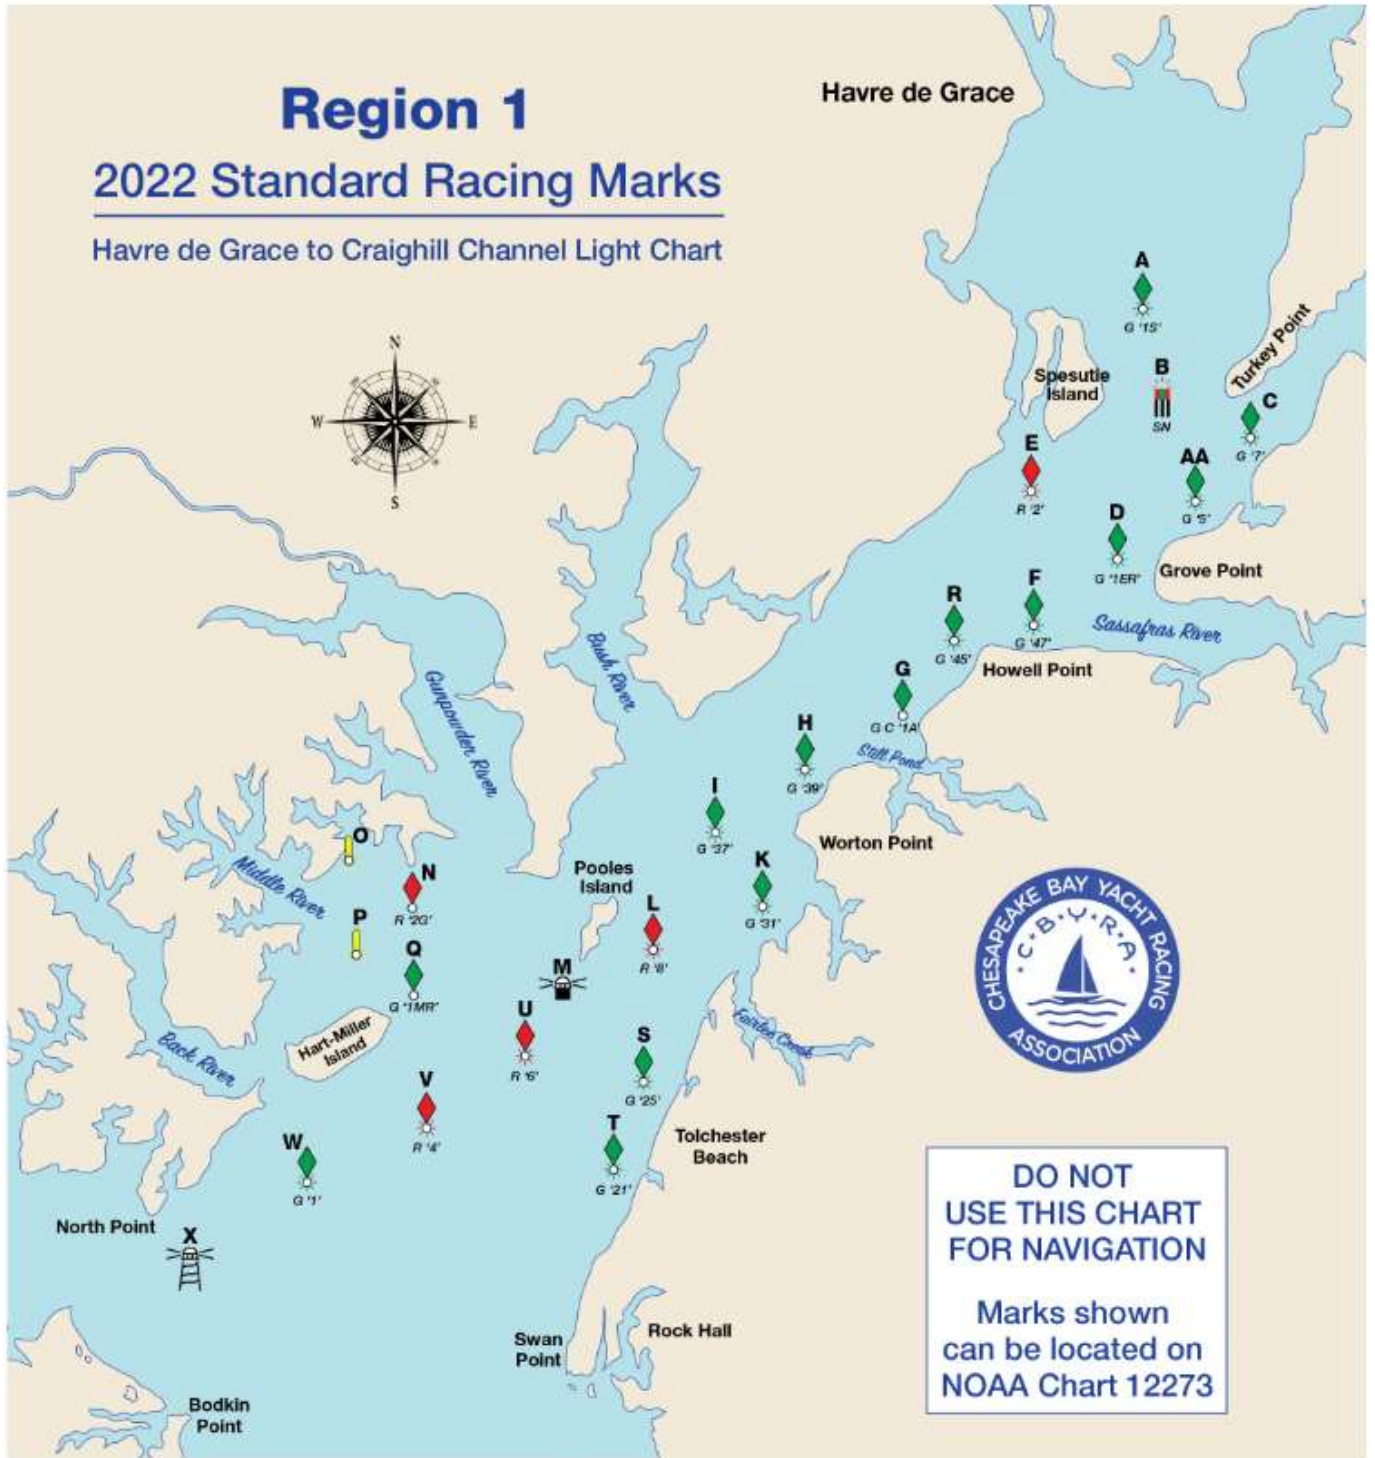 Region 1
2022 Standard Racing Marks
Havre de Grace to Craighill Channel Light Chart
Havre de Grace
N
W
E
S
A
G '15'
Spesutie
Island
B
SN
Turkey Point
C
G '7'
E
R '2'
AA
G '5'
D
G '1ER'
Grove Point
F
G '47'
Sassafras River
R
G '45'
Howell Point
G
G C '1A'
Still Pond
H
G '39'
Bush River
Gunpowder River
I
G '37'
Worton Point
K
G '31'
Pooles
Island
L
R '8'
M
O
Middle River
N
R '2G'
P
Q
G "1MR"
Hart-Miller
Island
Back River
U
R '6'
S
G '25'
Fairlee Creek
V
R '4'
T
G '21'
Tolchester
Beach
W
G '1'
North Point
X
Swan
Point
Rock Hall
Bodkin
Point
CHESAPEAKE BAY YACHT RACING
ASSOCIATION
C·B·Y·R·A
DO NOT
USE THIS CHART
FOR NAVIGATION
Marks shown
can be located on
NOAA Chart 12273